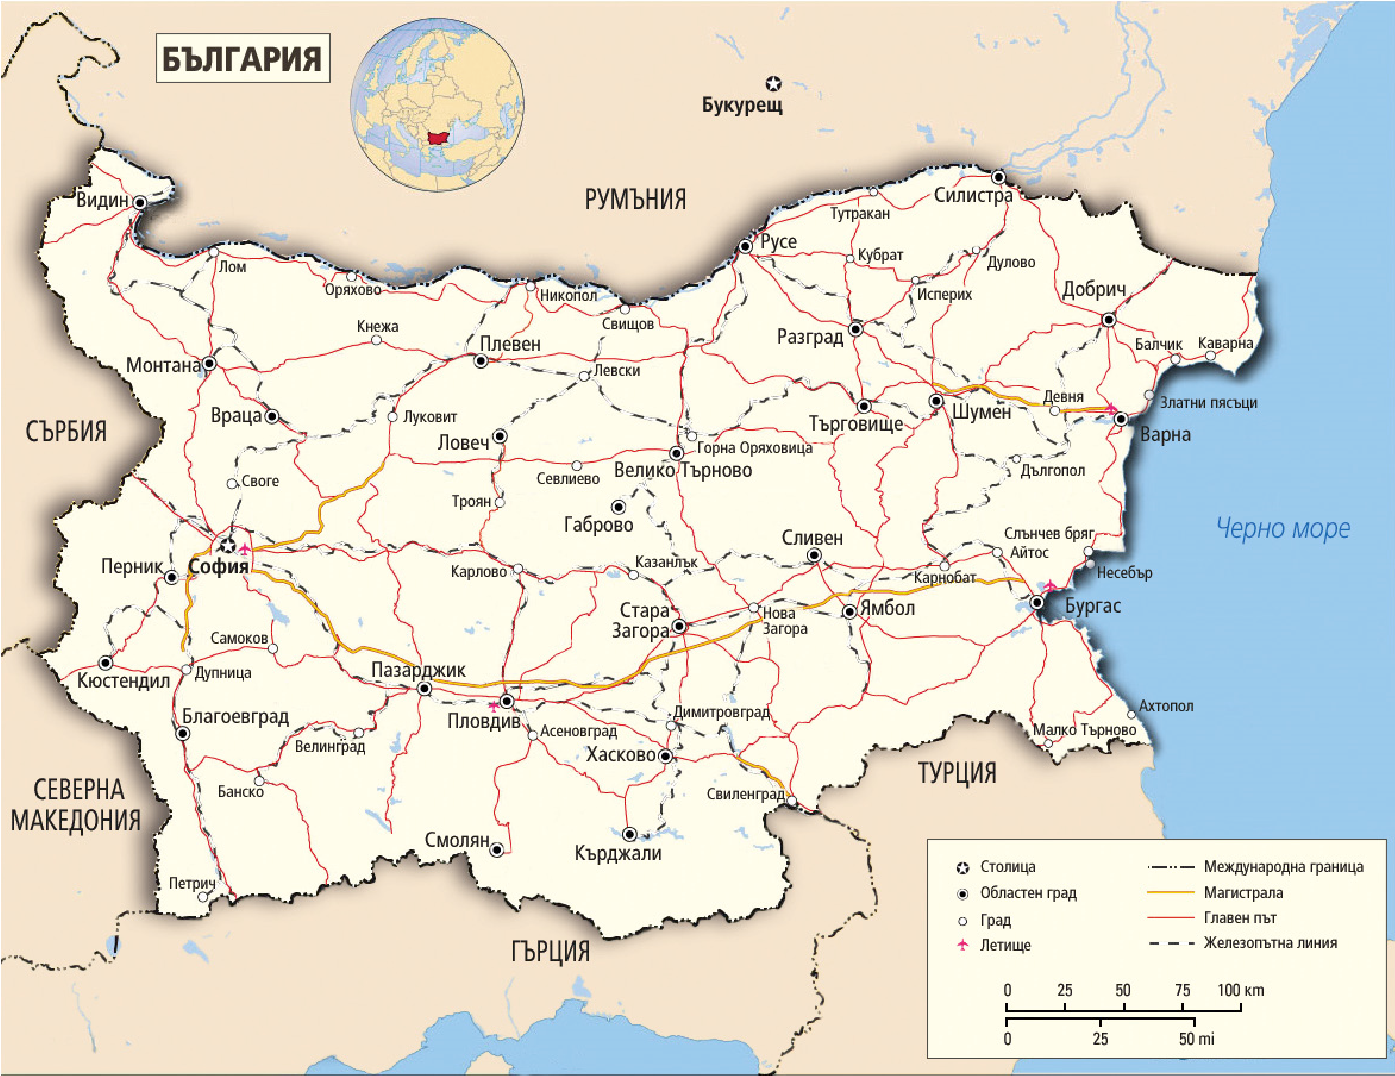 БЪЛГАРИЯ
Букурещ
РУМЪНИЯ
Видин
Силистра
Тутракан
Русе
Кубрат
Дулово
Лом
Оряхово
Никопол
Исперих
Добрич
Свищов
Кнежа
Плевен
Разград
Балчик
Каварна
Монтана
Левски
Девня
Златни пясъци
Враца
Луковит
Търговище
Шумен
Варна
СЪРБИЯ
Ловеч
Горна Оряховица
Велико Търново
Дългопол
Своге
Севлиево
Троян
Габрово
Черно море
Слънчев бряг
Сливен
Айтос
София
Перник
Карлово
Казанлък
Карнобат
Несебър
Стара
Загора
Нова
Загора
Ямбол
Бургас
Самоков
Дупница
Пазарджик
Кюстендил
Благоевград
Пловдив
Димитровград
Ахтопол
Асеновград
Малко Търново
Велинград
Хасково
СЕВЕРНА
МАКЕДОНИЯ
Банско
Свиленград
ТУРЦИЯ
Смолян
Кърджали
Петрич
ГЪРЦИЯ
Столица
Областен град
Град
Летище
Международна граница
Магистрала
Главен път
Железопътна линия
0 25 50 75 100 km
0 25 50 mi